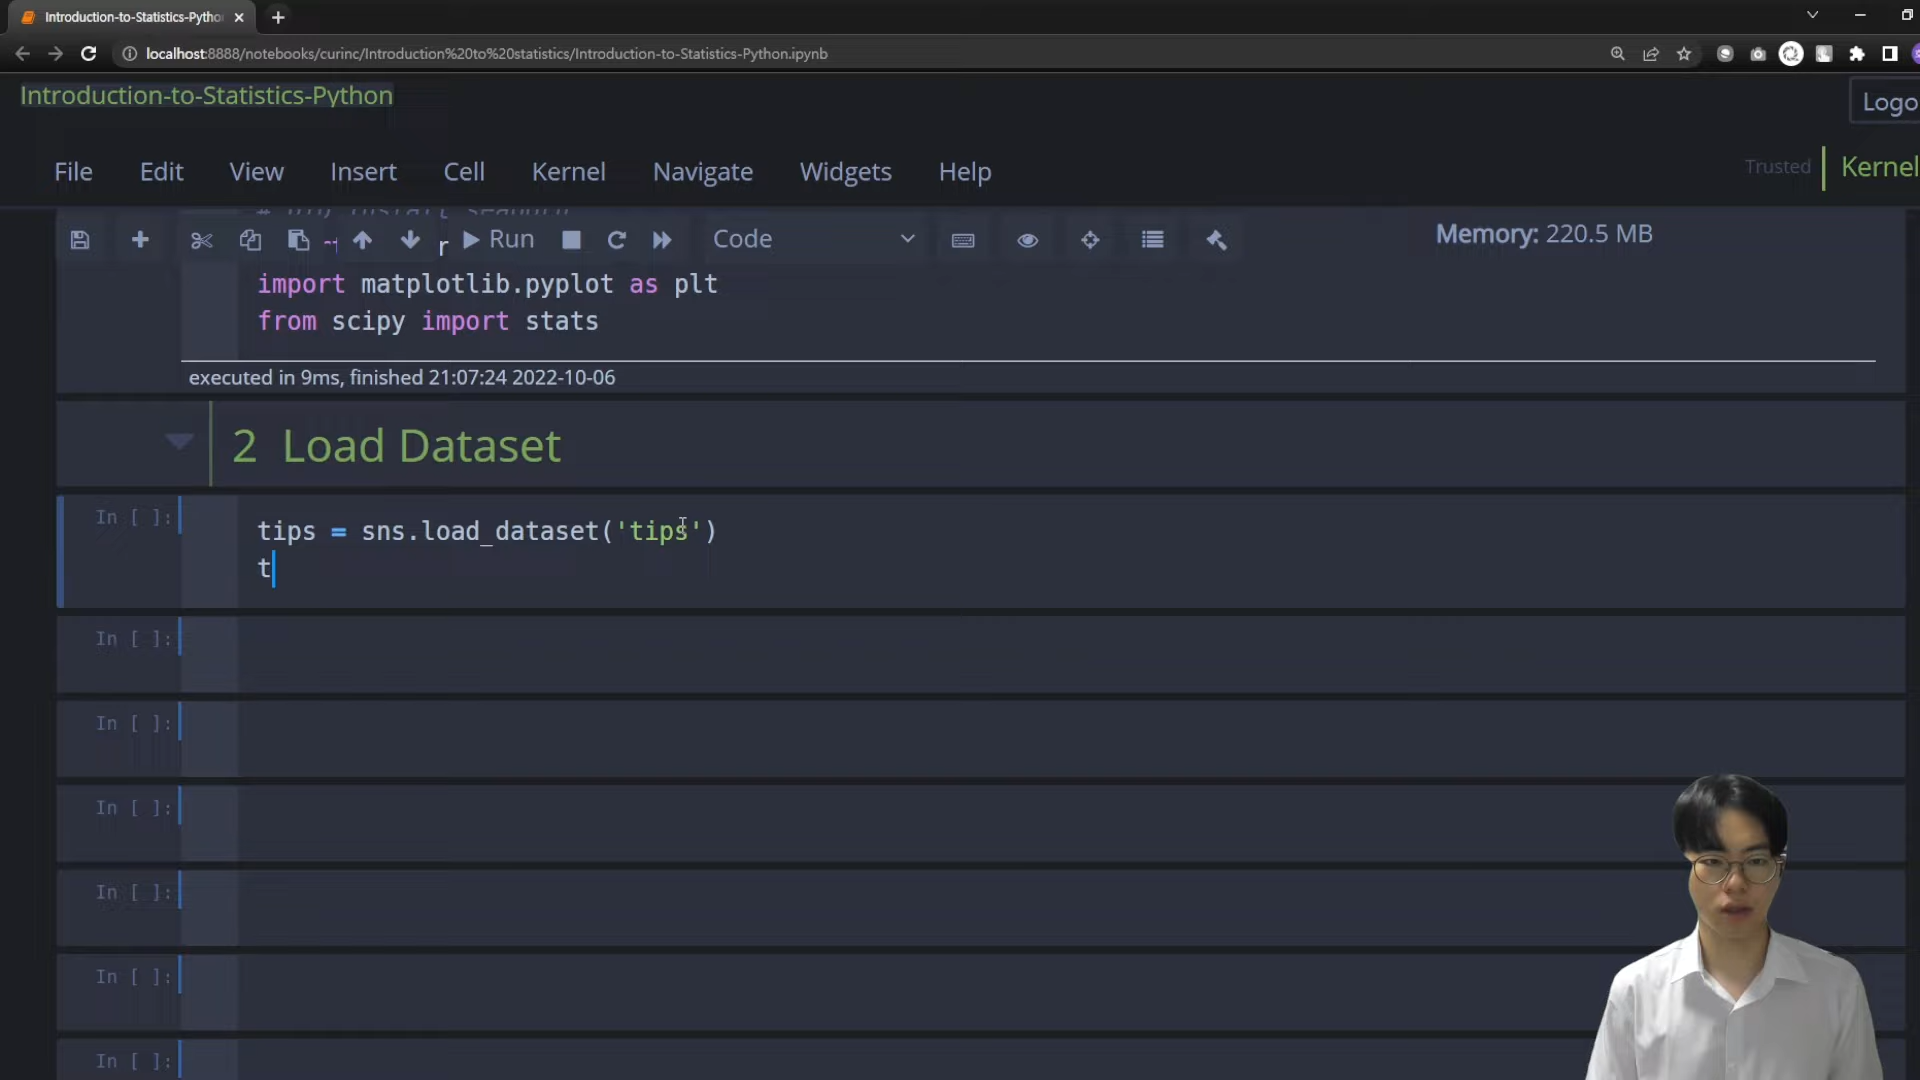 Introduction-to-Statistics-Pytho
localhost:8888/notebooks/curinc/Introduction%20to%20statistics/Introduction-to-Statistics-Python.ipynb
Introduction-to-Statistics-Python
Logo
File Edit View Insert Cell Kernel Navigate Widgets Help
Trusted
Kernel
Run
Code
Memory: 220.5 MB
import matplotlib.pyplot as plt
from scipy import stats
executed in 9ms, finished 21:07:24 2022-10-06
2 Load Dataset
In [ ]:
tips = sns.load_dataset('tips')
t
In [ ]:
In [ ]:
In [ ]:
In [ ]:
In [ ]:
In [ ]: